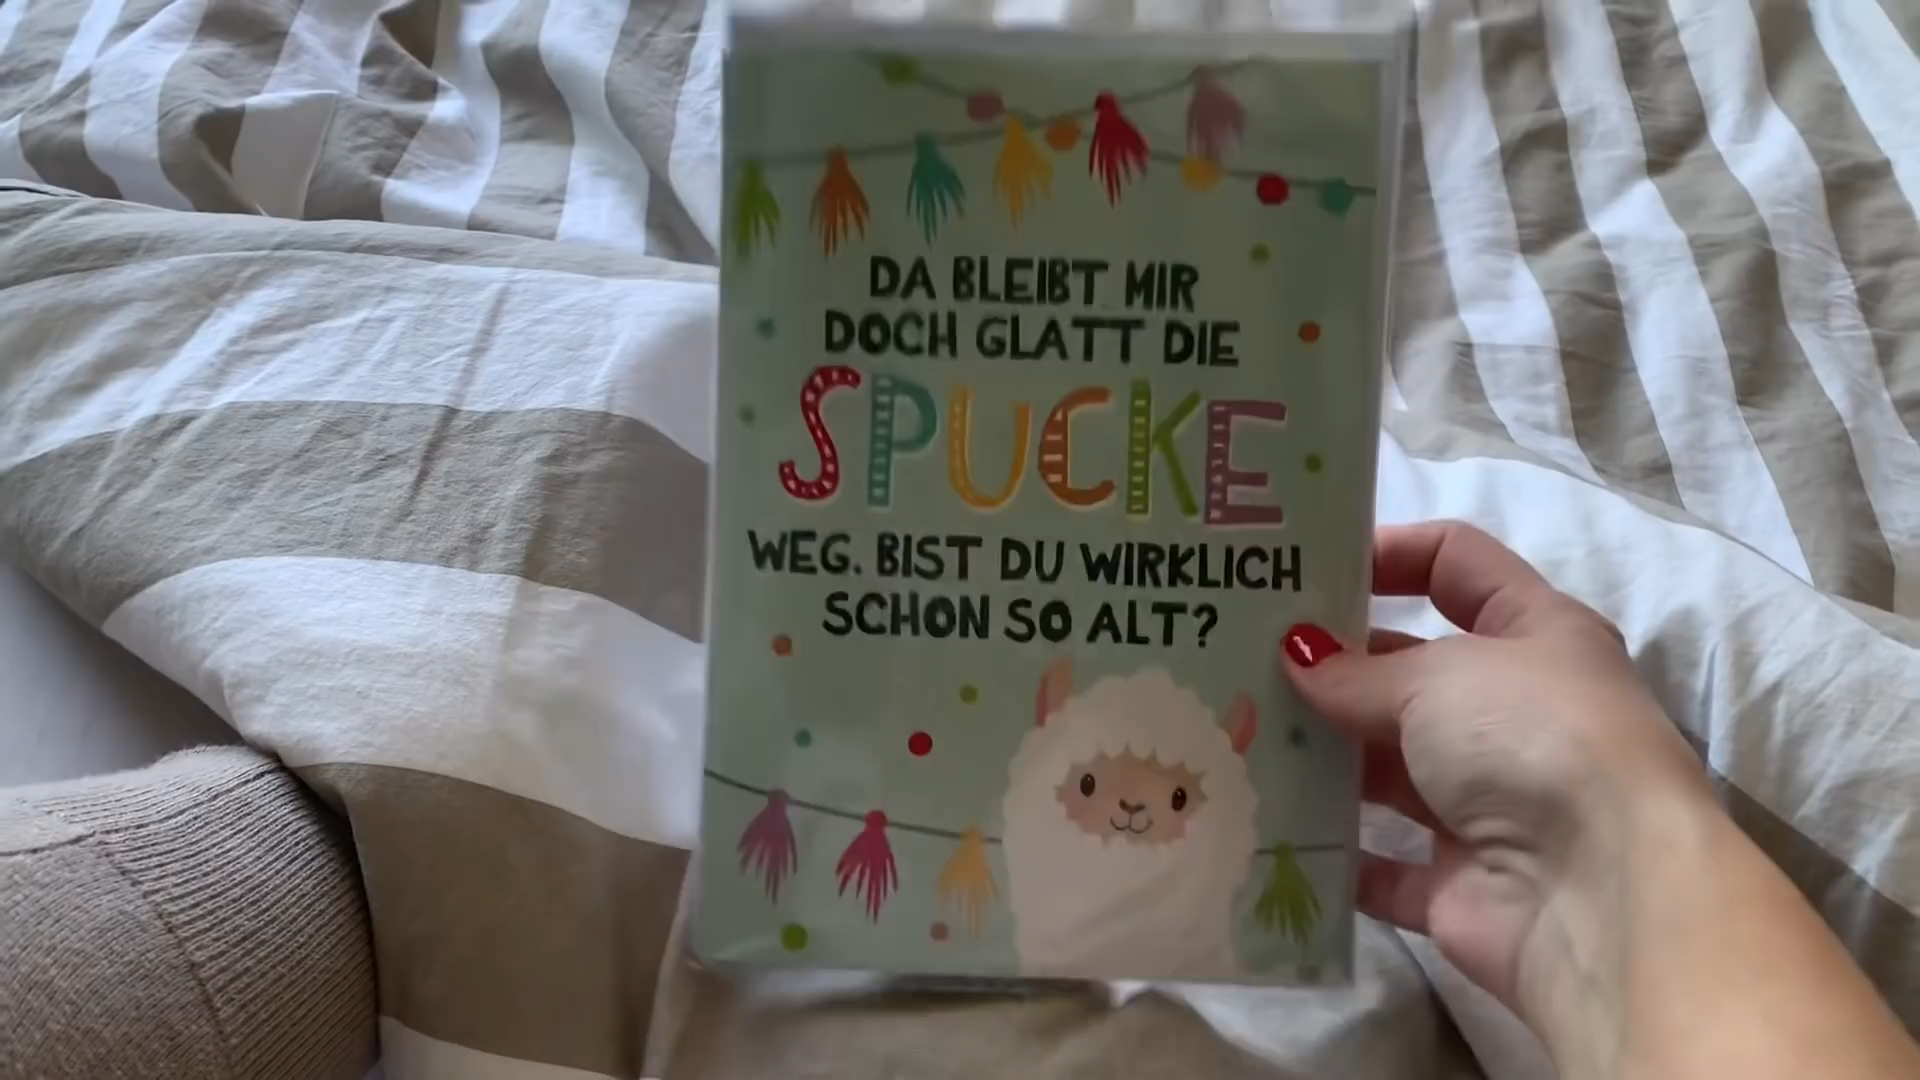 DA BLEIBT MIR
DOCH GLATT DIE
SPUCKE
WEG. BIST DU WIRKLICH
SCHON SO ALT?